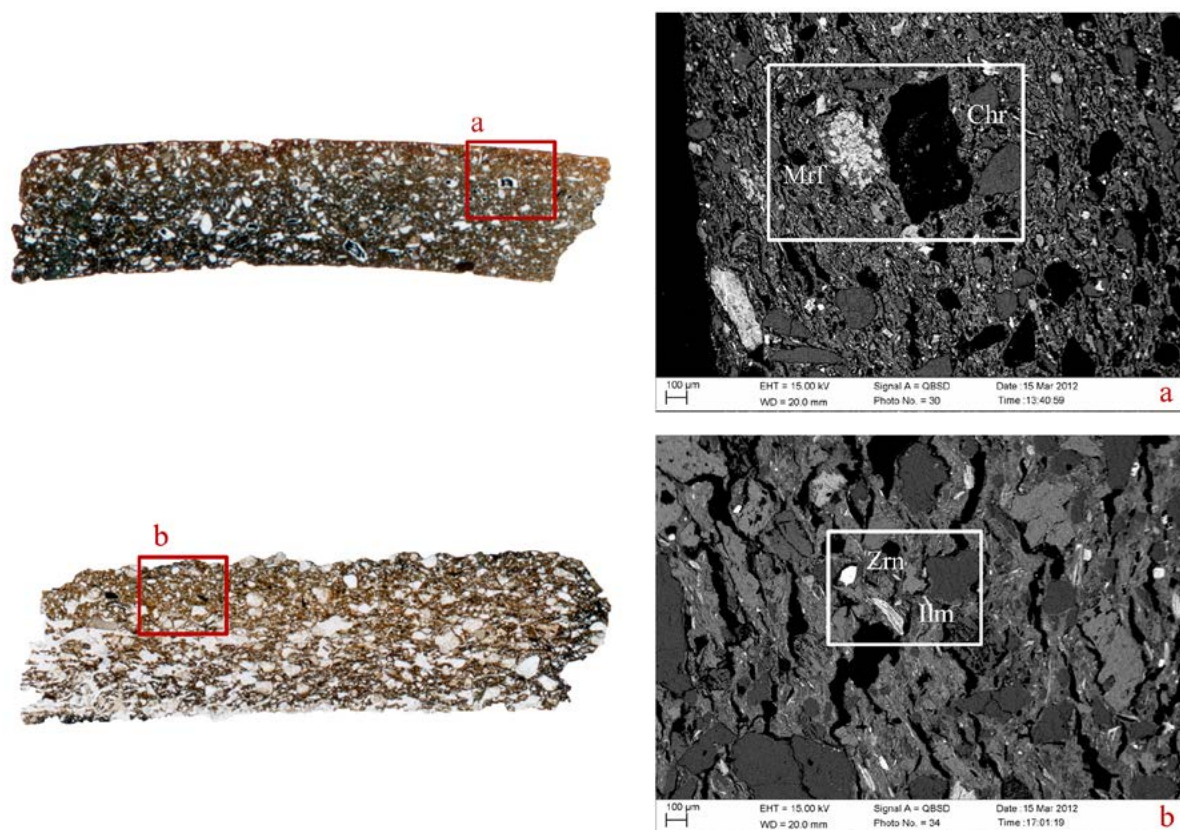 a
Chr
Mrf
100 µm
EHT = 15.00 kV
Signal A = QBSD
Date :15 Mar 2012
WD = 20.0 mm
Photo No. = 30
Time :13:40:59
a
b
Zrn
Ilm
100 µm
EHT = 15.00 kV
Signal A = QBSD
Date :15 Mar 2012
WD = 20.0 mm
Photo No. = 34
Time :17:01:19
b